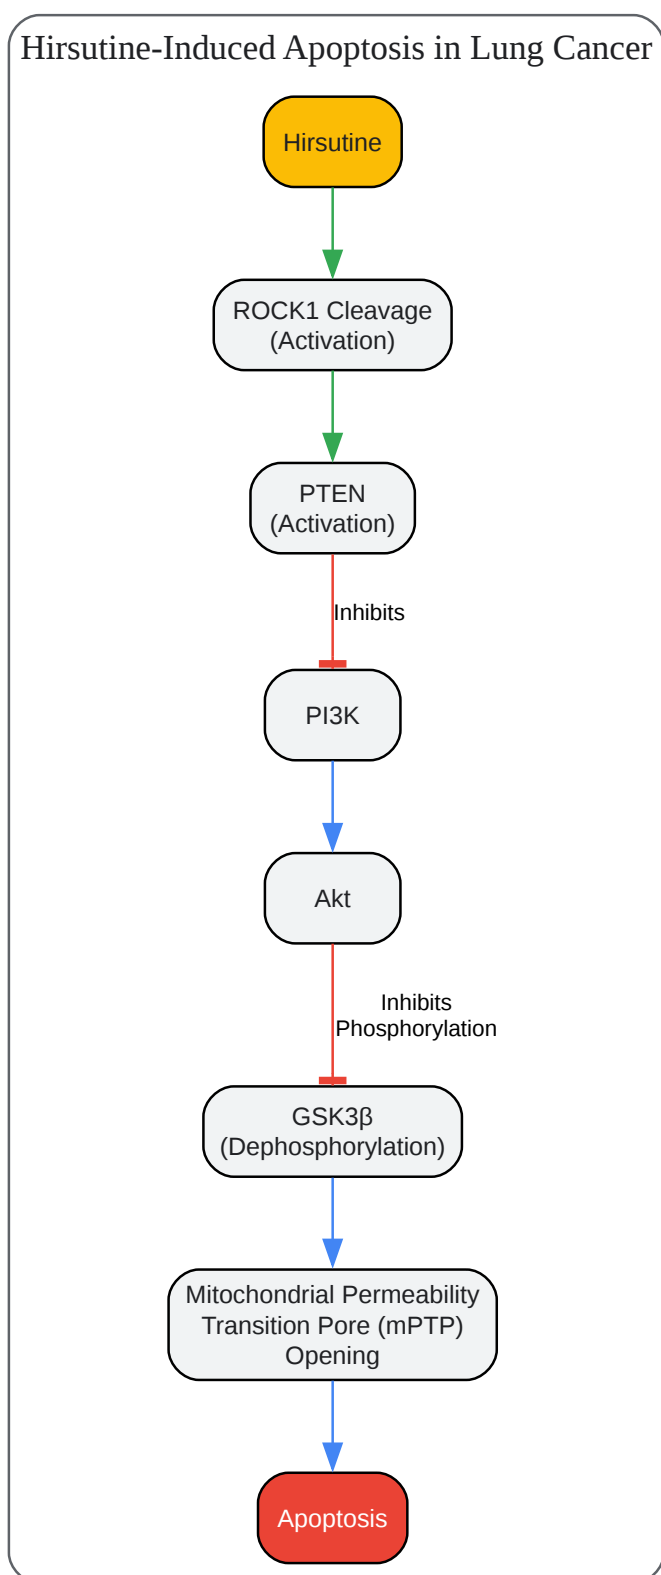 Hirsutine-Induced Apoptosis in Lung Cancer
Hirsutine
ROCK1 Cleavage
(Activation)
PTEN
(Activation)
Inhibits
PI3K
Akt
Inhibits
Phosphorylation
GSK3β
(Dephosphorylation)
Mitochondrial Permeability
Transition Pore (mPTP)
Opening
Apoptosis